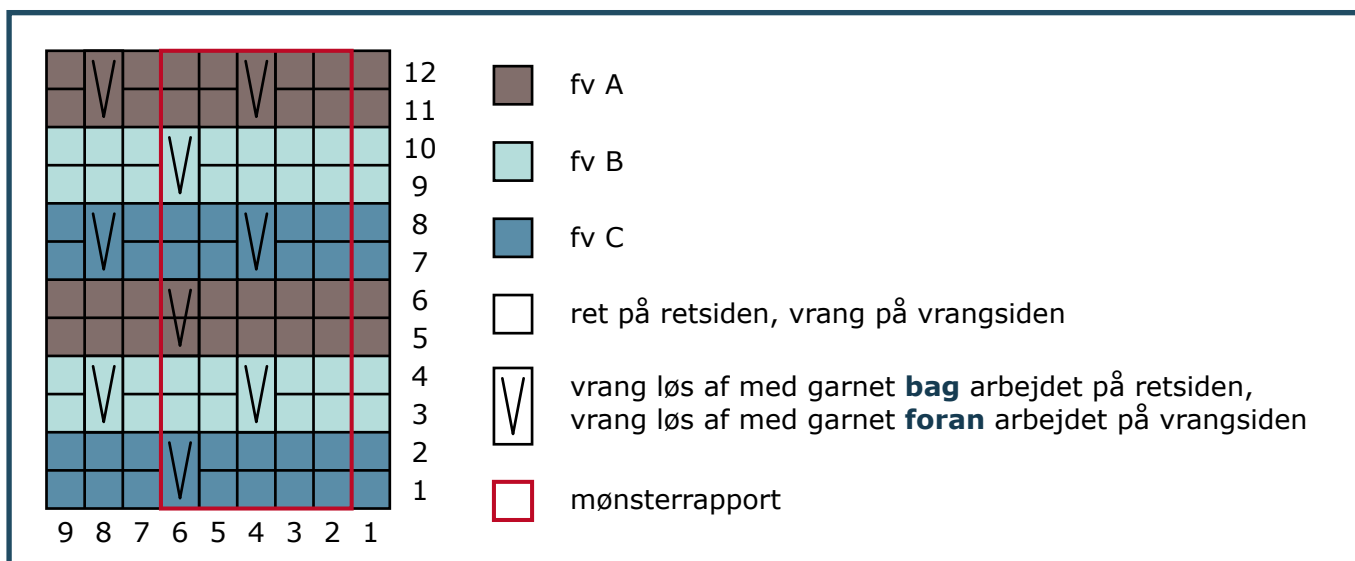 12
11
10
9
8
7
6
5
4
3
2
1
9 8 7 6 5 4 3 2 1
fv A
fv B
fv C
ret på retsiden, vrang på vrangsiden
V vrang løs af med garnet bag arbejdet på retsiden,
vrang løs af med garnet foran arbejdet på vrangsiden
mønsterrapport